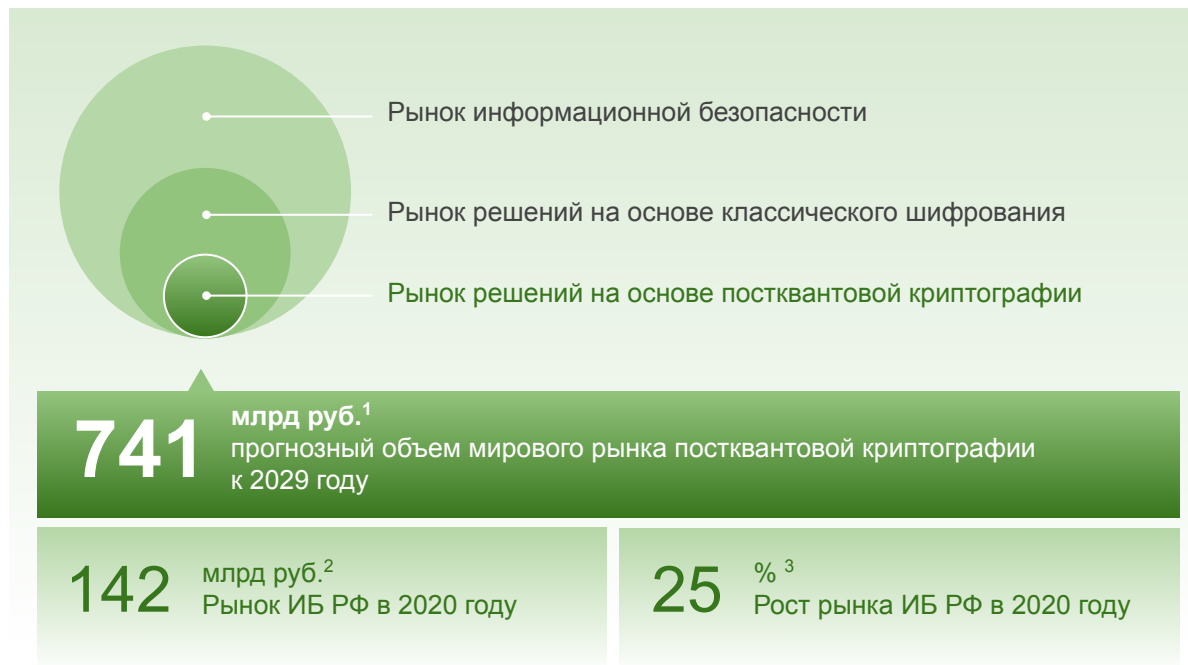 Рынок информационной безопасности
Рынок решений на основе классического шифрования
Рынок решений на основе постквантовой криптографии
741
млрд руб.¹
прогнозный объем мирового рынка постквантовой криптографии
к 2029 году
142
млрд руб.²
Рынок ИБ РФ в 2020 году
25
% ³
Рост рынка ИБ РФ в 2020 году